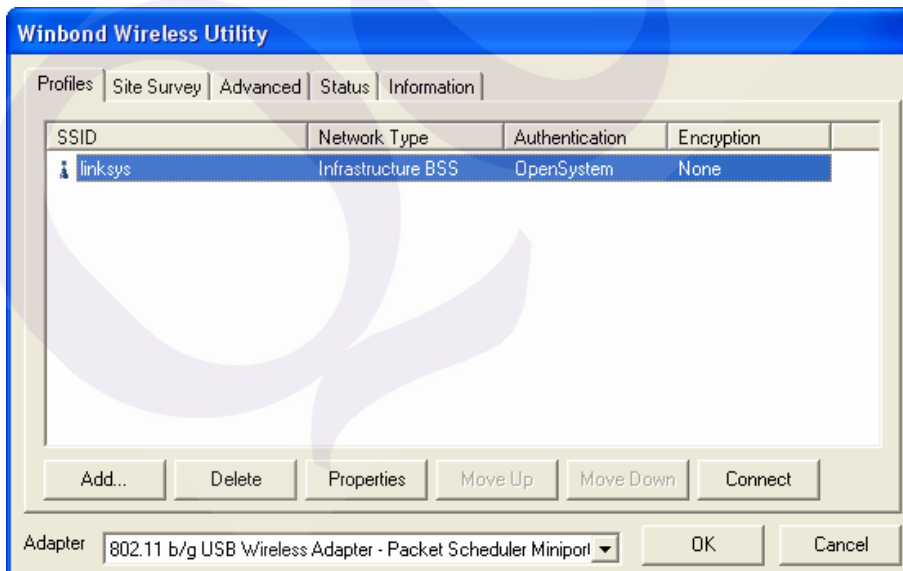 Winbond Wireless Utility
Profiles Site Survey Advanced Status Information
SSID Network Type Authentication Encryption
linksys Infrastructure BSS OpenSystem None
Add... Delete Properties Move Up Move Down Connect
Adapter 802.11 b/g USB Wireless Adapter - Packet Scheduler Miniport OK Cancel